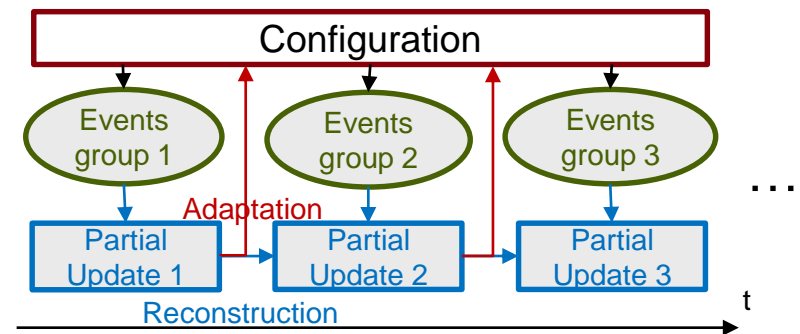 Configuration
Events
group 1
Events
group 2
Events
group 3
...
Adaptation
Partial
Update 1
Partial
Update 2
Partial
Update 3
t
Reconstruction